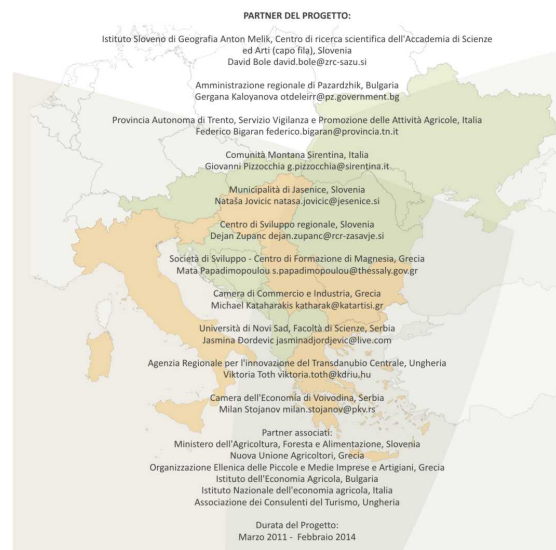 PARTNER DEL PROGETTO:
Istituto Sloveno di Geografia Anton Melik, Centro di ricerca scientifica dell'Accademia di Scienze
ed Arti (capo fila), Slovenia
David Bole david.bole@zrc-sazu.si
Amministrazione regionale di Pazardzhik, Bulgaria
Gergana Kaloyanova otdeleirr@pz.government.bg
Provincia Autonoma di Trento, Servizio Vigilanza e Promozione delle Attività Agricole, Italia
Federico Bigaran federico.bigaran@provincia.tn.it
Comunità Montana Sirentina, Italia
Giovanni Pizzocchia g.pizzocchia@sirentina.it
Municipalità di Jasenice, Slovenia
Nataša Jovicic natasa.jovicic@jesenice.si
Centro di Sviluppo regionale, Slovenia
Dejan Zupanc dejan.zupanc@rcr-zasavje.si
Società di Sviluppo - Centro di Formazione di Magnesia, Grecia
Mata Papadimopoulou s.papadimopoulou@thessaly.gov.gr
Camera di Commercio e Industria, Grecia
Michael Kataharakis katharak@katartisi.gr
Università di Novi Sad, Facoltà di Scienze, Serbia
Jasmina Dordevic jasminadjordjevic@live.com
Agenzia Regionale per l'innovazione del Transdanubio Centrale, Ungheria
Viktoria Toth viktoria.toth@kdriu.hu
Camera dell'Economia di Voivodina, Serbia
Milan Stojanov milan.stojanov@pkv.rs
Partner associati:
Ministero dell'Agricoltura, Foresta e Alimentazione, Slovenia
Nuova Unione Agricoltori, Grecia
Organizzazione Ellenica delle Piccole e Medie Imprese e Artigiani, Grecia
Istituto dell'Economia Agricola, Bulgaria
Istituto Nazionale dell'economia agricola, Italia
Associazione dei Consulenti del Turismo, Ungheria
Durata del Progetto:
Marzo 2011 - Febbraio 2014